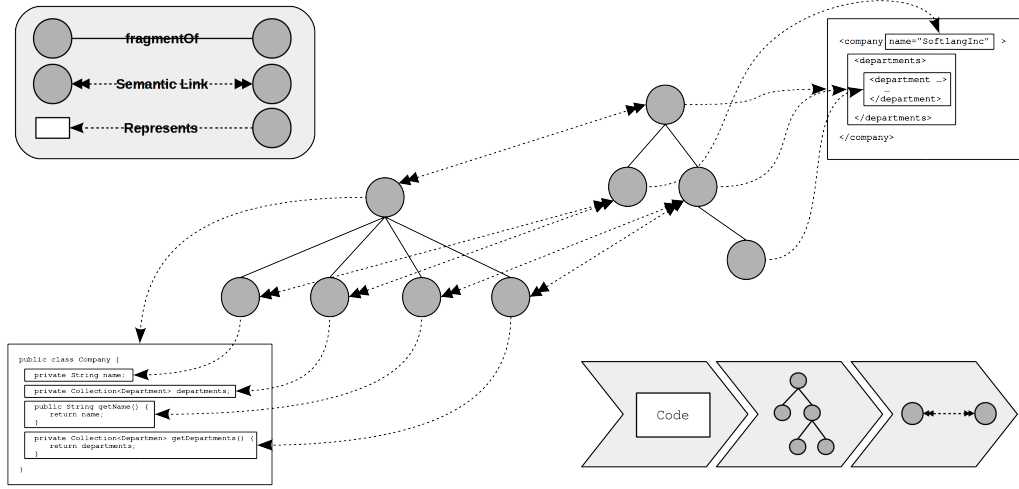 fragmentOf
Semantic Link
Represents
<company name="SoftlangInc" >
<departments>
<department …>
…
</department>
</departments>
</company>
public class Company {
private String name;
private Collection<Department> departments;
public String getName() {
return name;
}
private Collection<Departmen> getDepartments() {
return departments;
}
}
Code